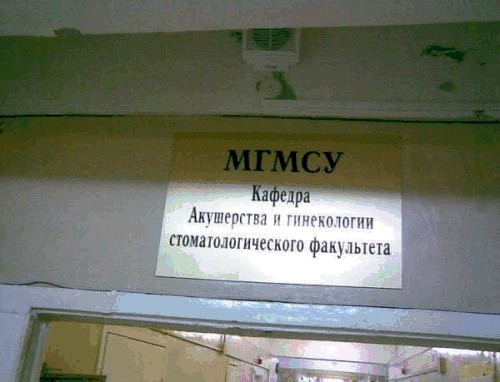 МГМСУ
Кафедра
Акушерства и гинекологии
стоматологического факультета